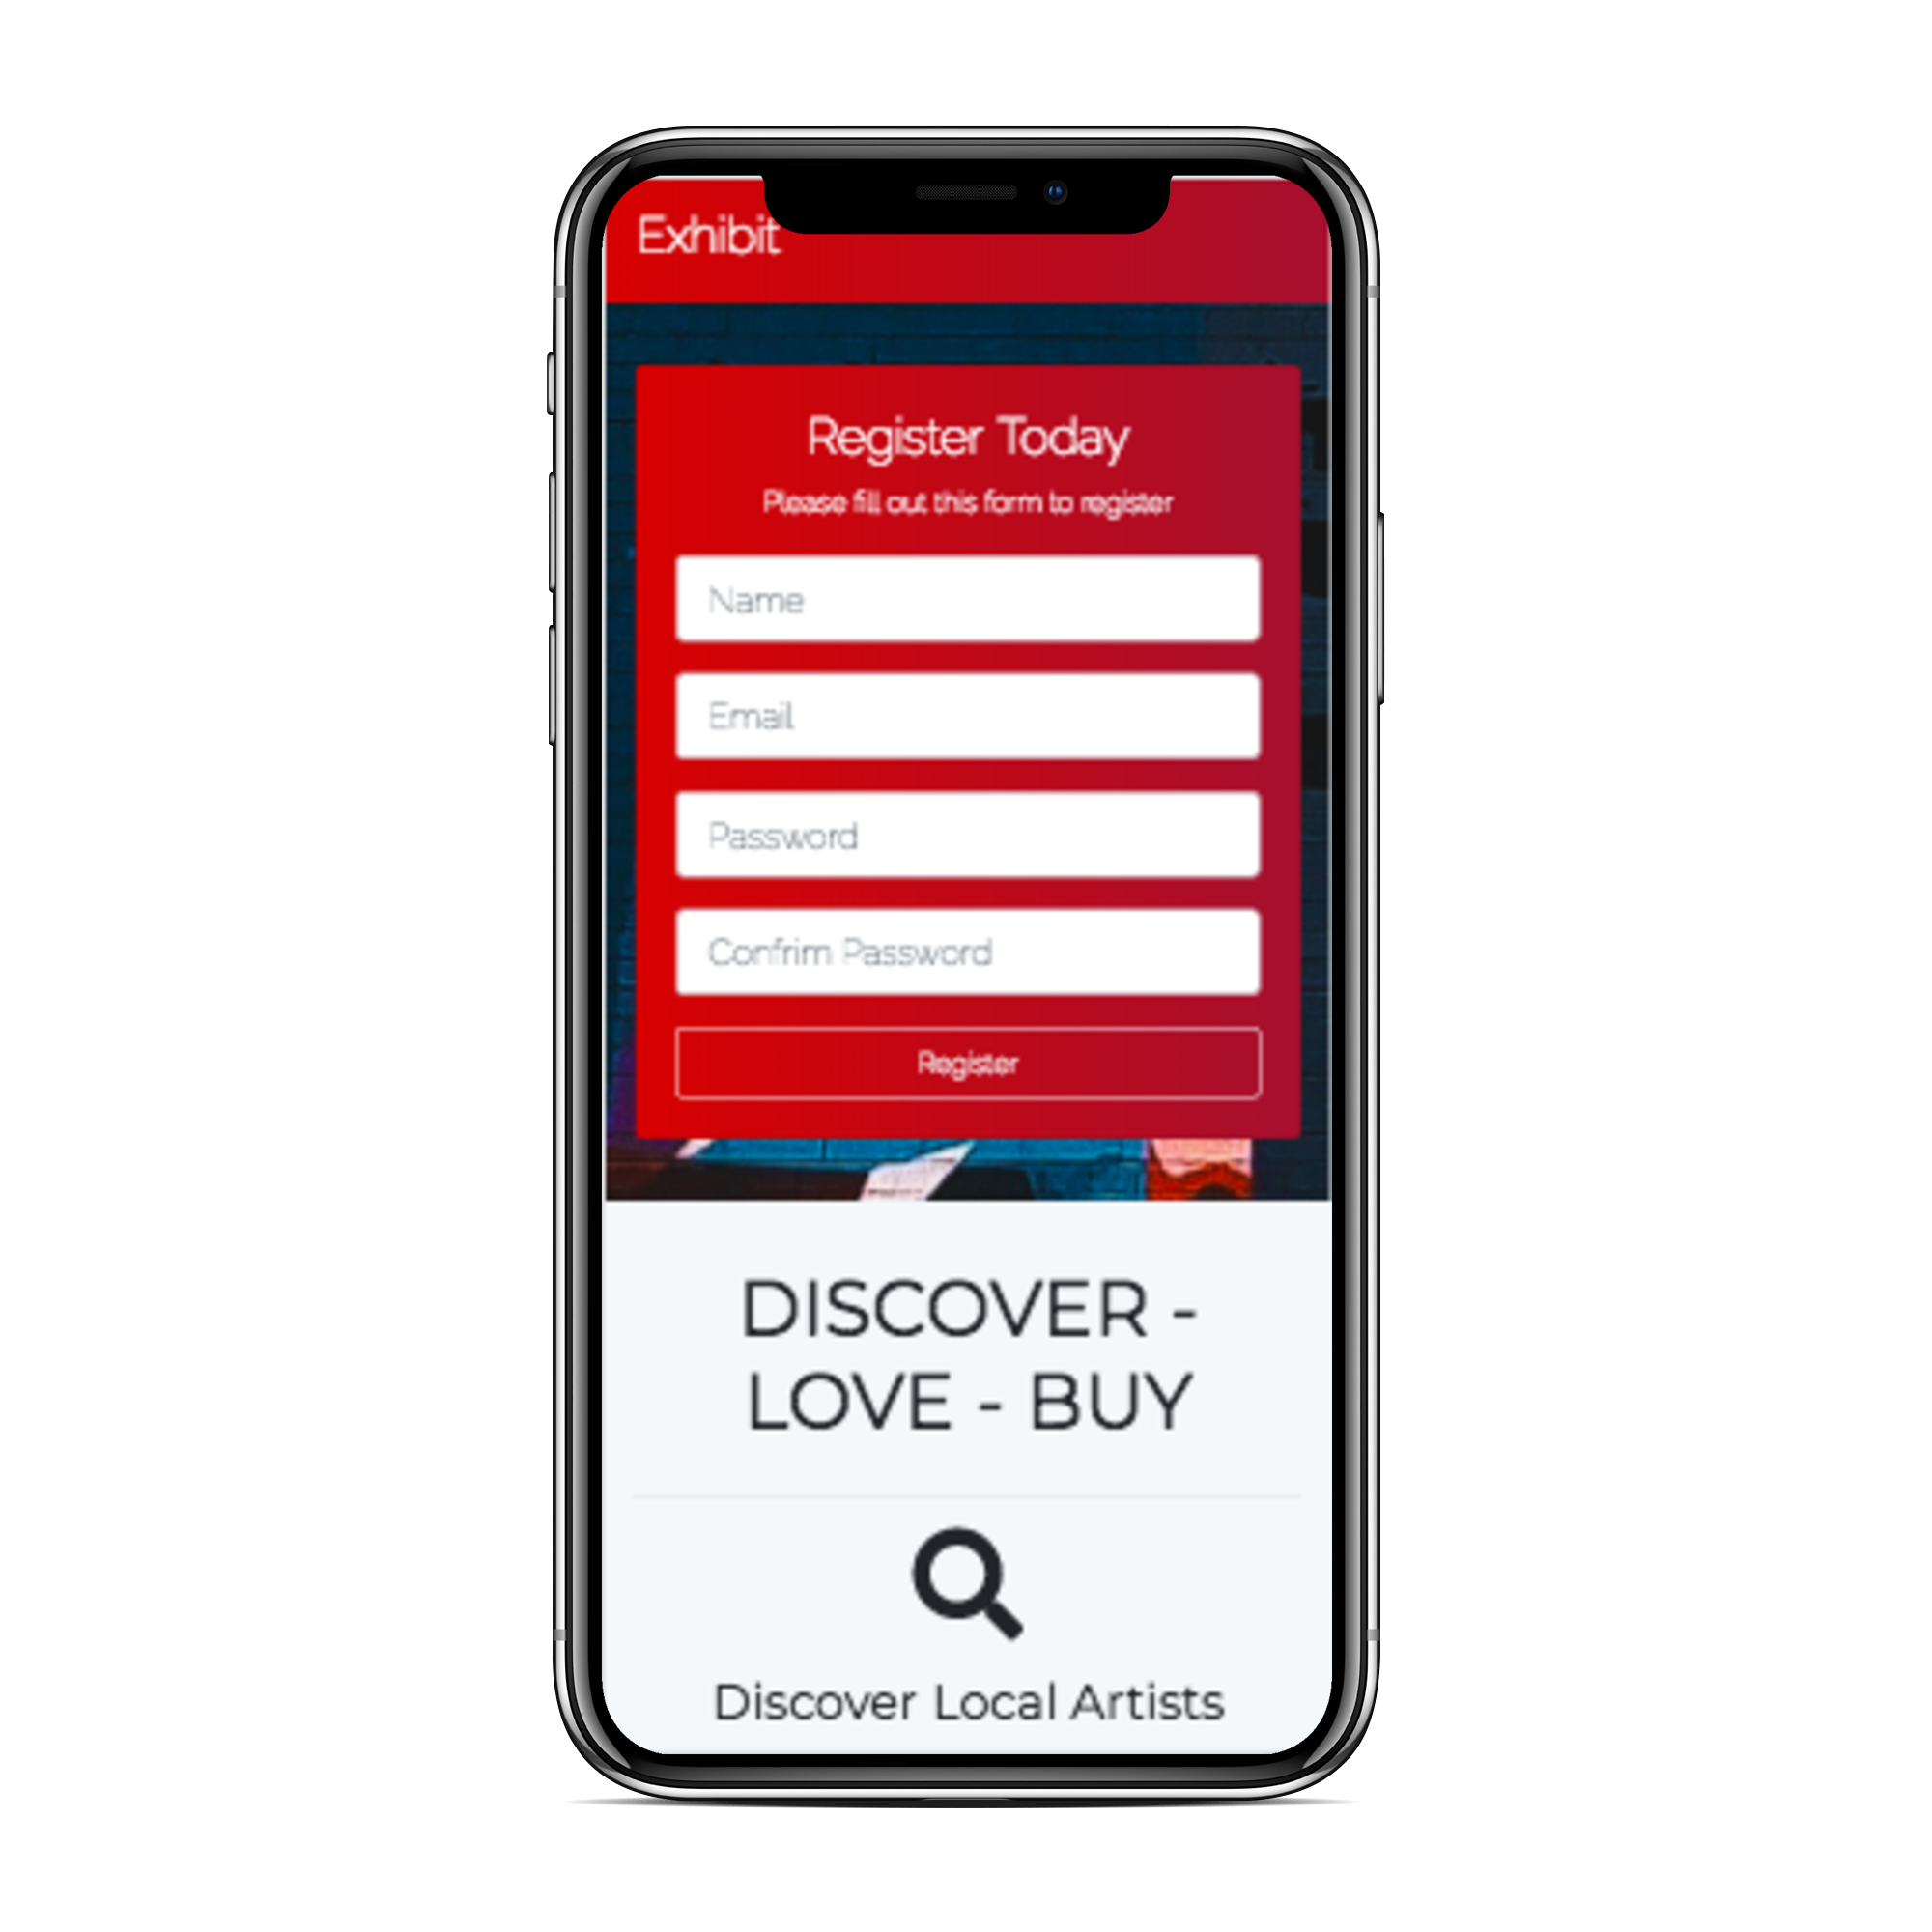 Exhibit
Register Today
Please fill out this form to register
Name
Email
Password
Confrim Password
Register
DISCOVER -
LOVE - BUY
Discover Local Artists